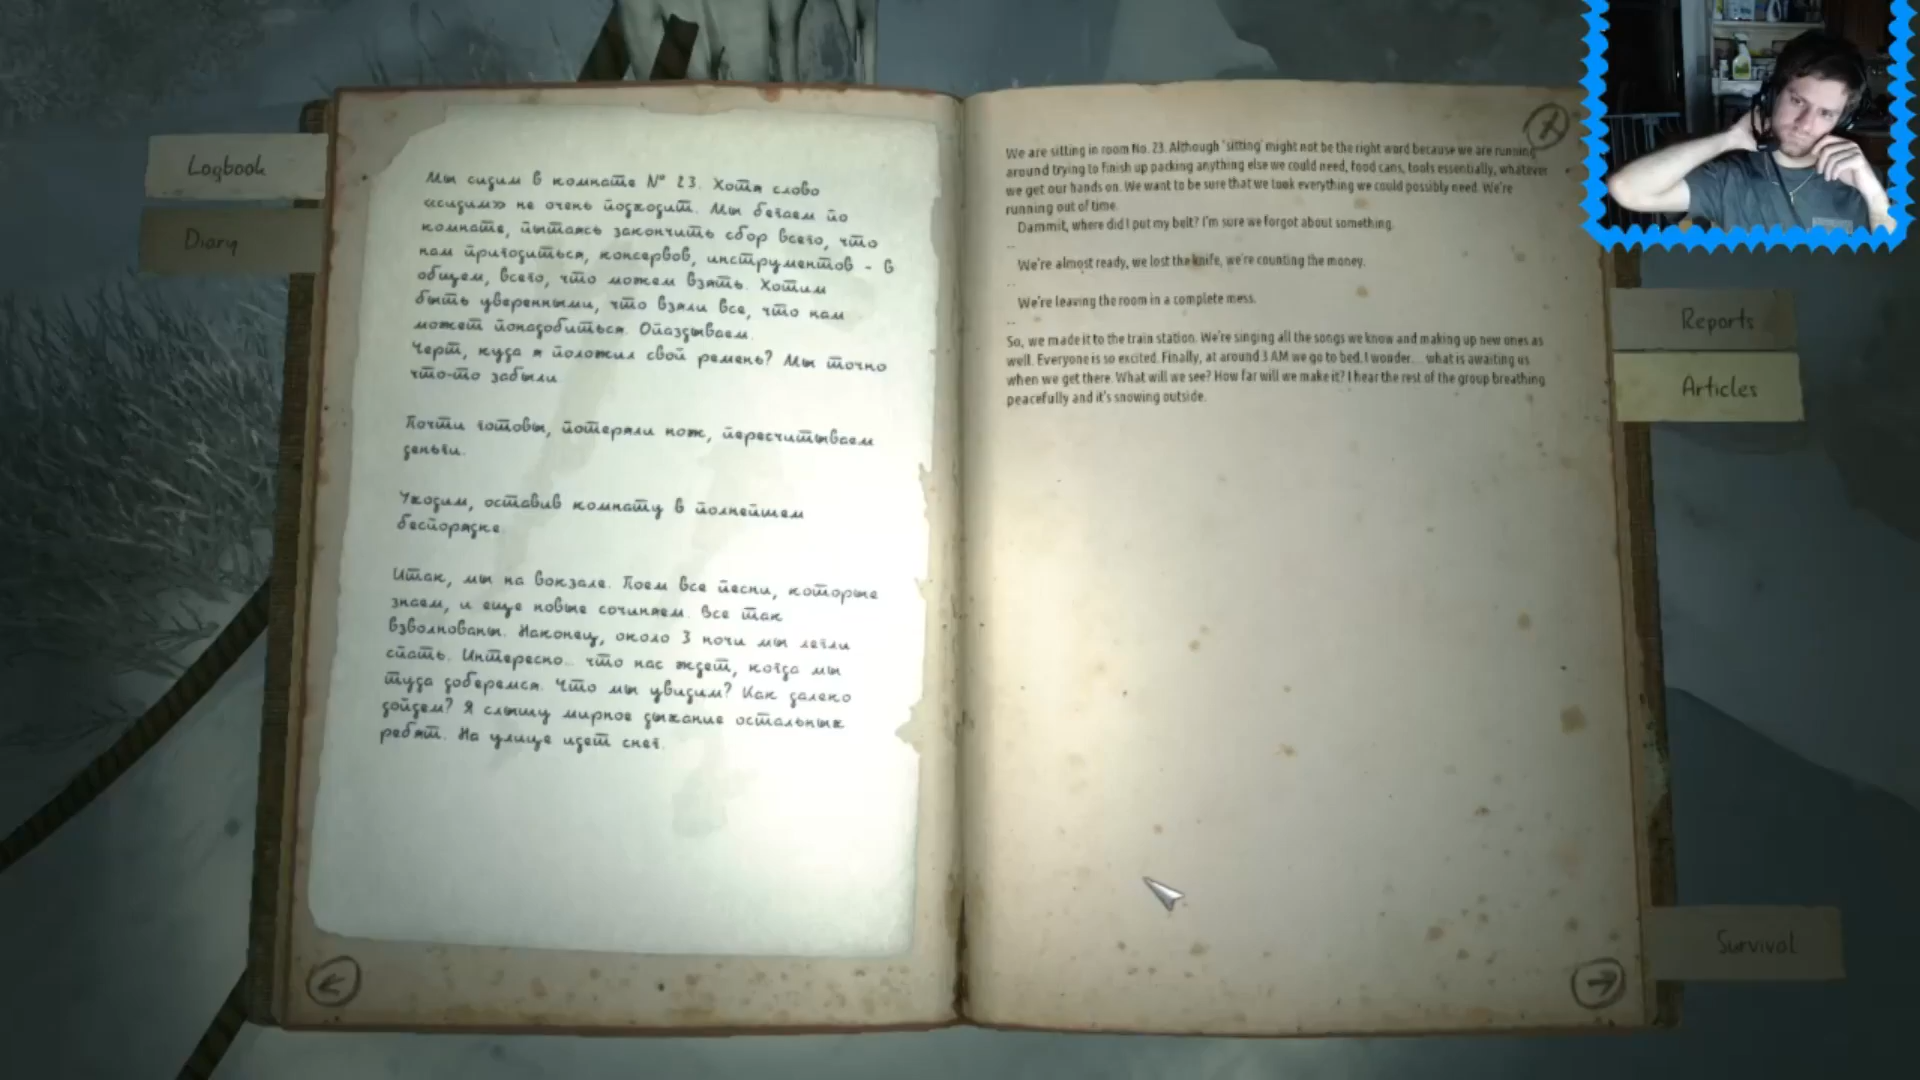 Logbook
Diary
Мы сидим в комнате № 23. Хотя слово
«сидим» не очень подходит. Мы бегаем по
комнате, пытаясь закончить сбор всего, что
нам пригодиться, консервов, инструментов - в
общем, всего, что можем взять. Хотим
быть уверенными, что взяли все, что нам
может понадобиться. Опаздываем.
Черт, куда я положил свой ремень? Мы точно
что-то забыли
Почти готовы, потеряли нож, пересчитываем
деньги.
Уходим, оставив комнату в полнейшем
беспорядке.
Итак, мы на вокзале. Поем все песни, которые
знаем, и еще новые сочиняем. Все так
взволнованы. Наконец, около 3 ночи мы легли
спать. Интересно... что нас ждет, когда мы
туда доберемся. Что мы увидим? Как далеко
дойдем? Я слышу мирное дыхание остальных
ребят. На улице идет снег.
We are sitting in room No. 23. Although 'sitting' might not be the right word because we are running
around trying to finish up packing anything else we could need, food cans, tools essentially, whatever
we get our hands on. We want to be sure that we took everything we could possibly need. We're
running out of time.
Dammit, where did I put my belt? I'm sure we forgot about something.
...
We're almost ready, we lost the knife, we're counting the money.
...
We're leaving the room in a complete mess.
...
So, we made it to the train station. We're singing all the songs we know and making up new ones as
well. Everyone is so excited. Finally, at around 3 AM we go to bed. I wonder.... what is awaiting us
when we get there. What will we see? How far will we make it? I hear the rest of the group breathing
peacefully and it's snowing outside.
Reports
Articles
Survival